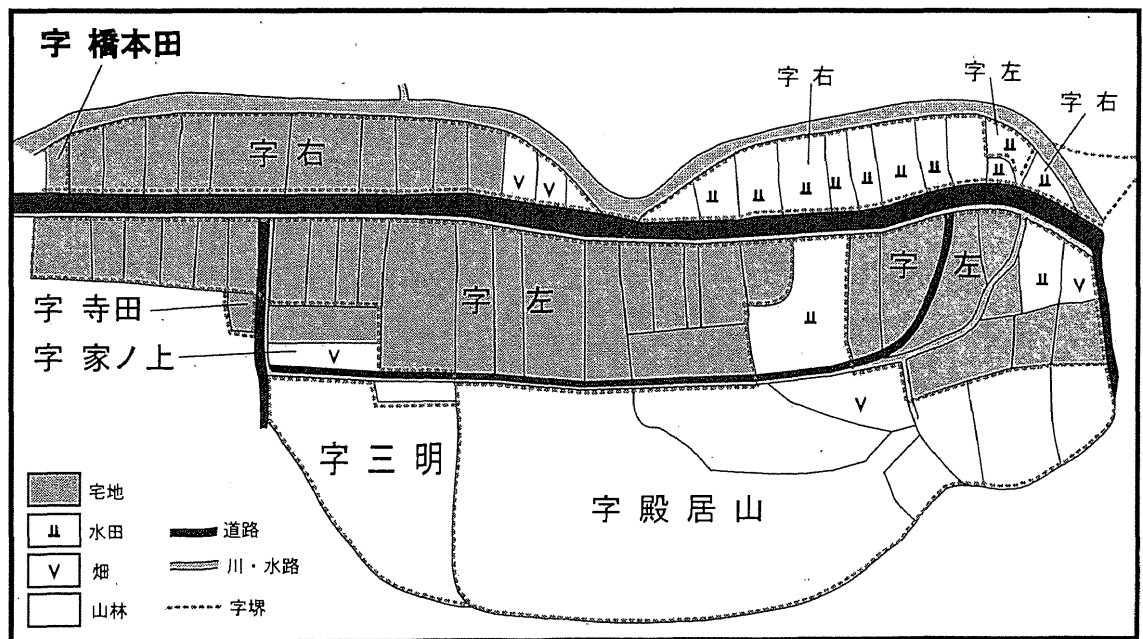 字 橋本田
字 右
字 左
字 右
字 右
字 左
字 左
字 寺田
字 家ノ上
字 三 明
字 殿 居 山
宅地
水田
畑
山林
道路
川・水路
字堺